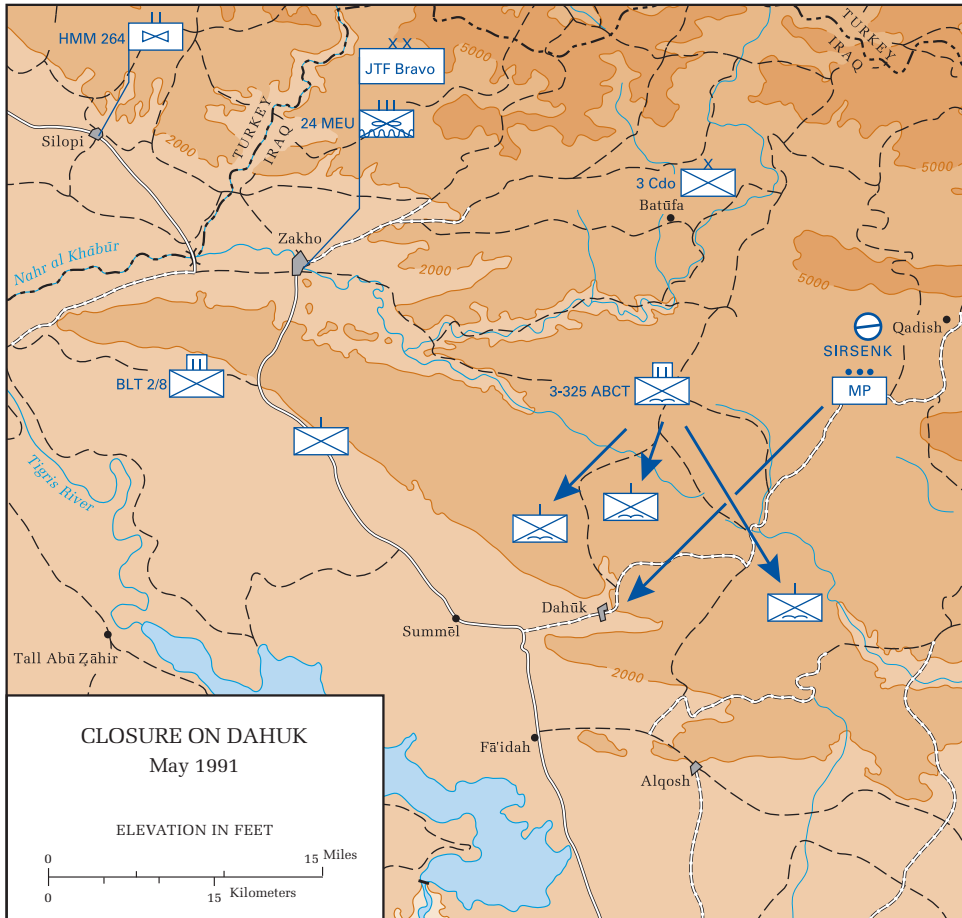 HMM 264
JTF Bravo
24 MEU
5000
TURKEY
IRAQ
TURKEY
IRAQ
2000
Silopi
3 Cdo
Batūfa
5000
Nahr al Khābūr
Zakho
2000
5000
Qadish
SIRSENK
BLT 2/8
3-325 ABCT
MP
Tigris River
Dahūk
Summēl
Tall Abū Z̧āhir
2000
Fā'idah
Alqosh
CLOSURE ON DAHUK
May 1991
ELEVATION IN FEET
0 15 Miles
0 15 Kilometers